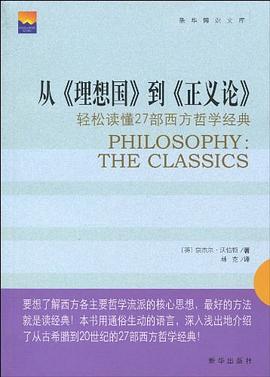 新华博识文库
从《理想国》到《正义论》
轻松读懂27部西方哲学经典
PHILOSOPHY:
THE CLASSICS
[英] 奈杰尔·沃伯顿 / 著
林克 / 译
要想了解西方各主要哲学流派的核心思想，最好的方法
就是读经典！本书用通俗生动的语言，深入浅出地介绍
了从古希腊到20世纪的27部西方哲学经典！
新华出版社